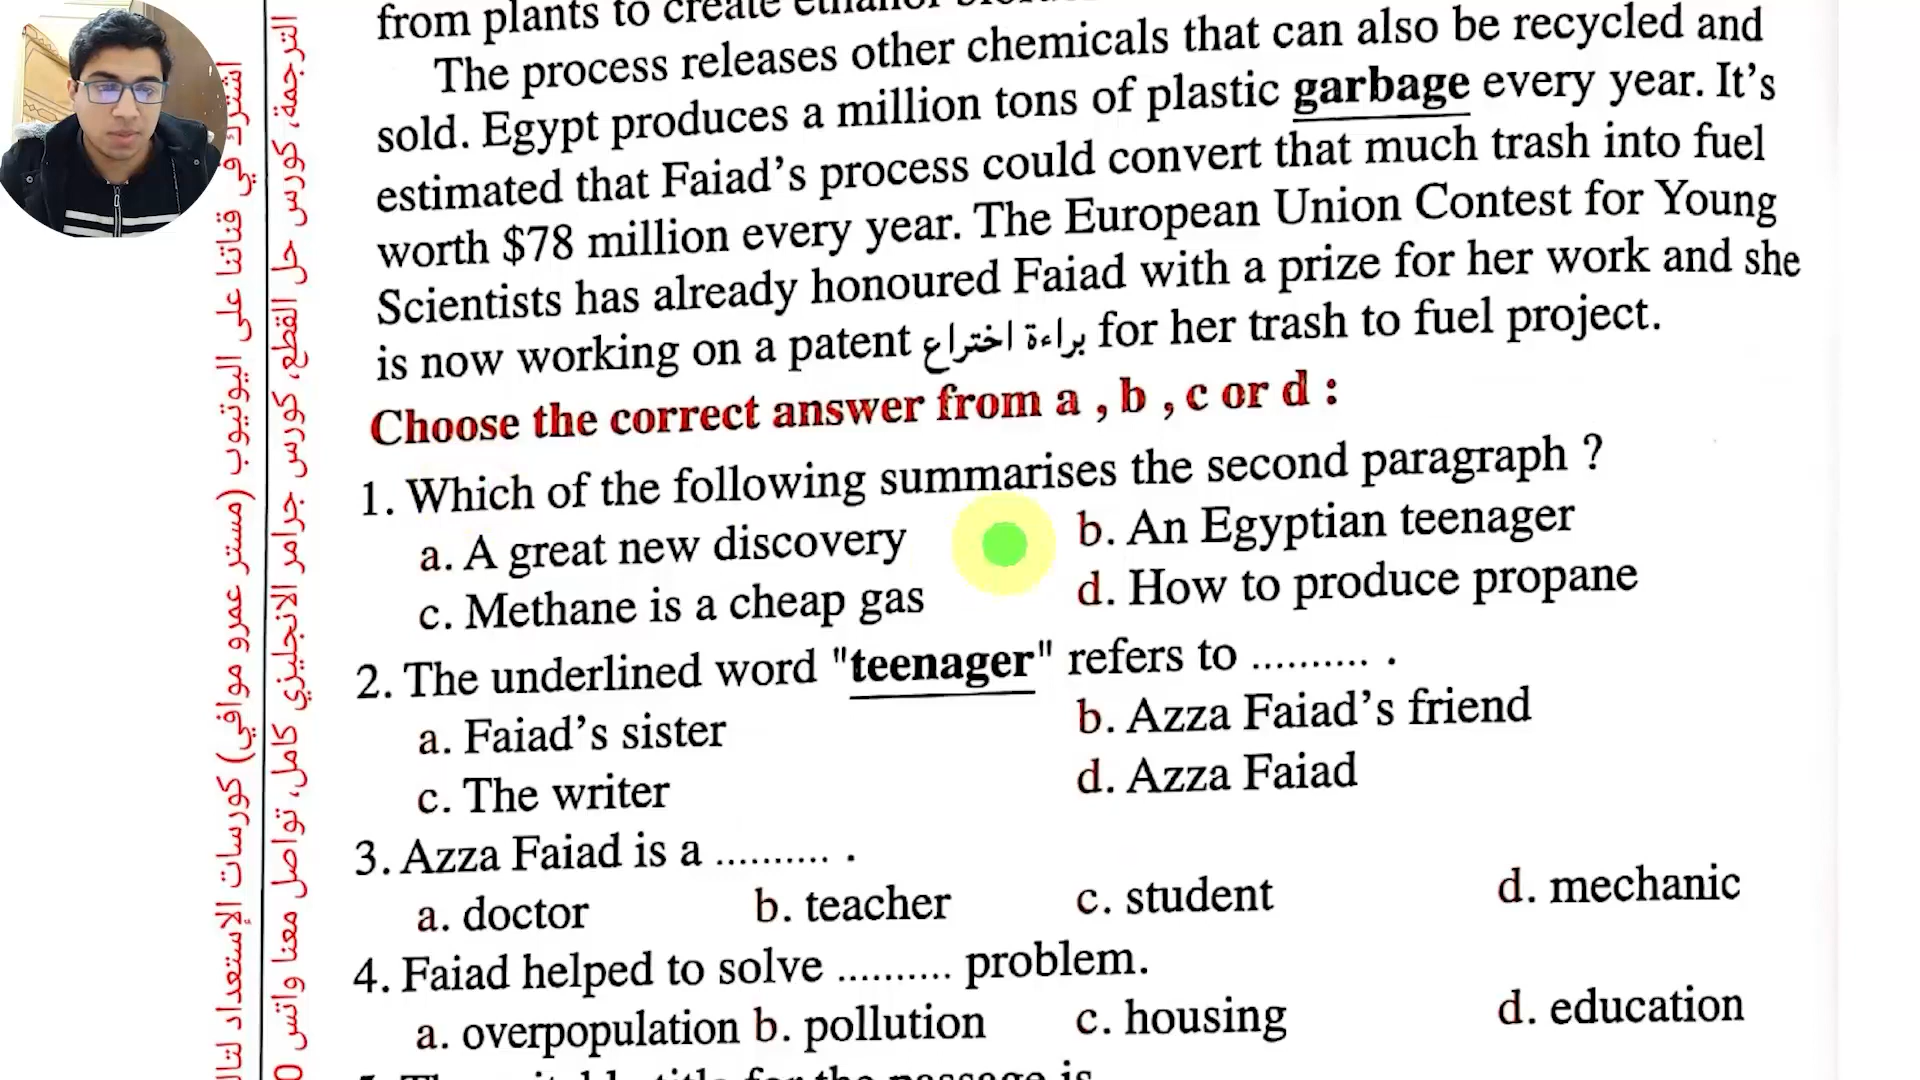 from plants to create ethanol
The process releases other chemicals that can also be recycled and
sold. Egypt produces a million tons of plastic garbage every year. It’s
estimated that Faiad’s process could convert that much trash into fuel
worth $78 million every year. The European Union Contest for Young
Scientists has already honoured Faiad with a prize for her work and she
is now working on a patent براءة اختراع for her trash to fuel project.
Choose the correct answer from a , b , c or d :
1. Which of the following summarises the second paragraph ?
a. A great new discovery b. An Egyptian teenager
c. Methane is a cheap gas d. How to produce propane
2. The underlined word "teenager" refers to .......... .
a. Faiad’s sister b. Azza Faiad’s friend
c. The writer d. Azza Faiad
3. Azza Faiad is a .......... .
a. doctor b. teacher c. student d. mechanic
4. Faiad helped to solve .......... problem.
a. overpopulation b. pollution c. housing d. education
title for the passage is
اشترك في قناتنا على اليوتيوب (مستر عمرو موافي) كورسات الإستعداد
الترجمة، كورس حل القطع، كورس جرامر الانجليزي كامل، تواصل معنا واتس 0